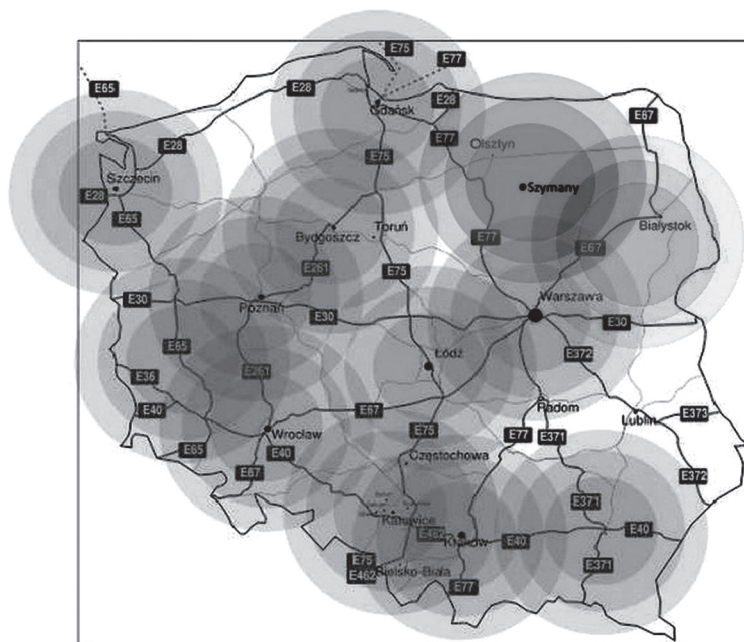 E75
E77
E65
E28
E28
Gdańsk
E67
E28
E77
E75
Olsztyn
Szczecin
E28
Szymany
E65
Białystok
Bydgoszcz
Toruń
E77
E67
E261
E75
Poznań
E30
E30
Warszawa
E30
E65
Łódź
E372
E36
E261
E40
E67
Radom
Lublin
E373
E75
E77
E371
Wrocław
E65
E40
E67
Częstochowa
E372
E371
Katowice
E462
Kraków
E40
E40
E75
E462
Bielsko-Biała
E77
E371